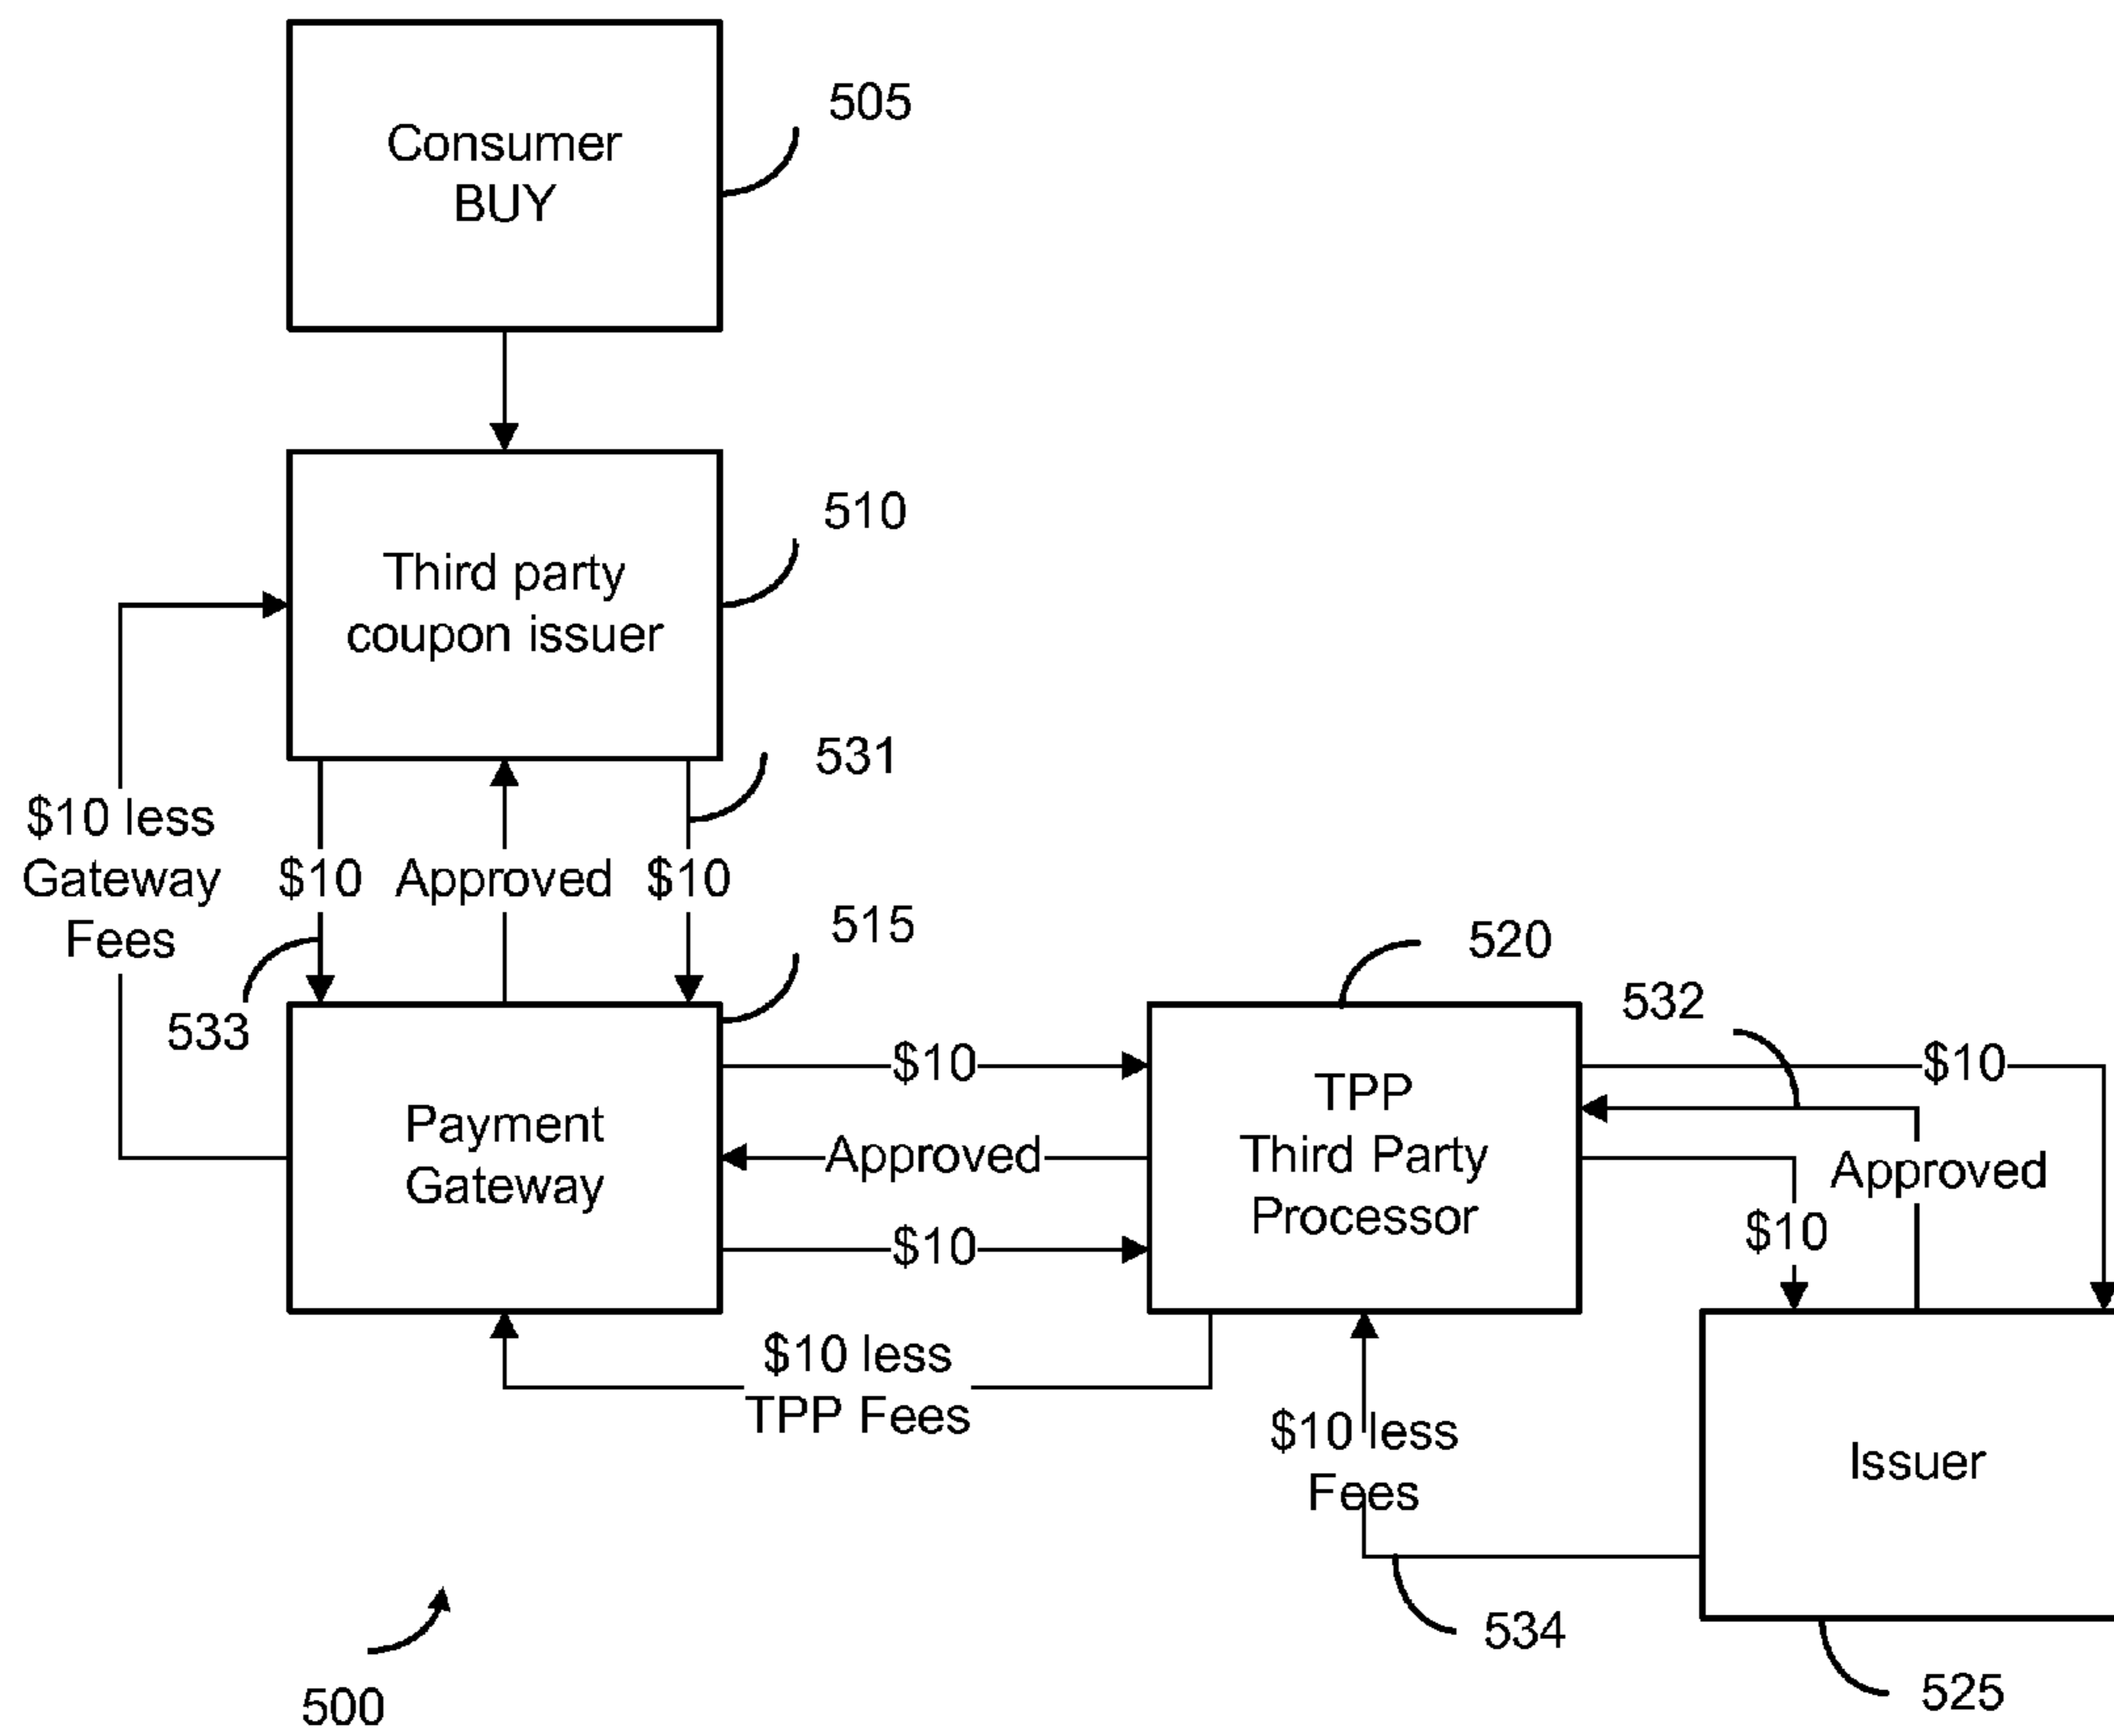 Consumer
BUY
505
Third party
coupon issuer
510
531
$10 less
Gateway
Fees
$10
Approved
$10
533
515
Payment
Gateway
520
532
$10
Approved
$10
TPP
Third Party
Processor
$10
Approved
$10
$10 less
TPP Fees
$10 less
Fees
Issuer
534
525
500